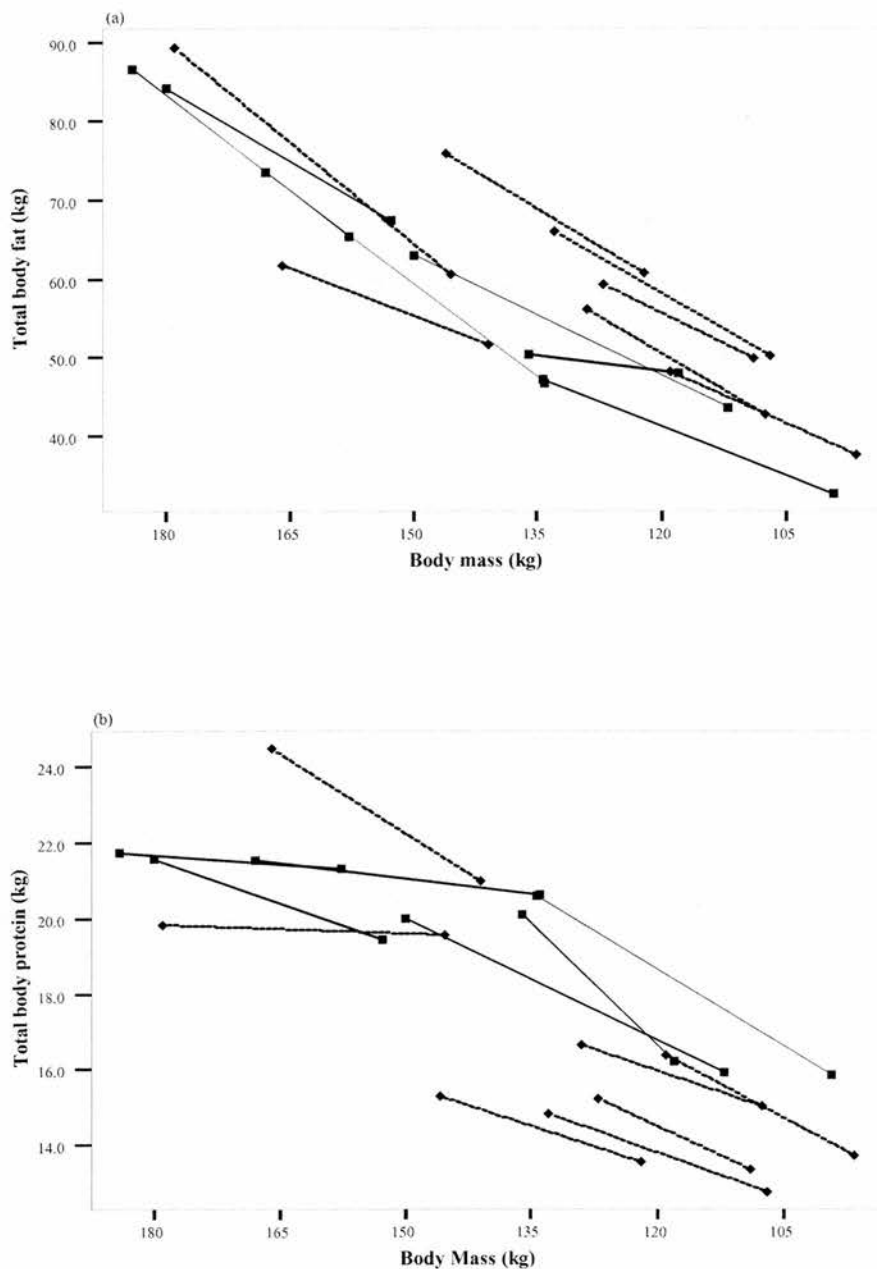 (a)
90.0
80.0
70.0
60.0
50.0
40.0
Total body fat (kg)
180 165 150 135 120 105
Body mass (kg)
(b)
24.0
22.0
20.0
18.0
16.0
14.0
Total body protein (kg)
180 165 150 135 120 105
Body Mass (kg)